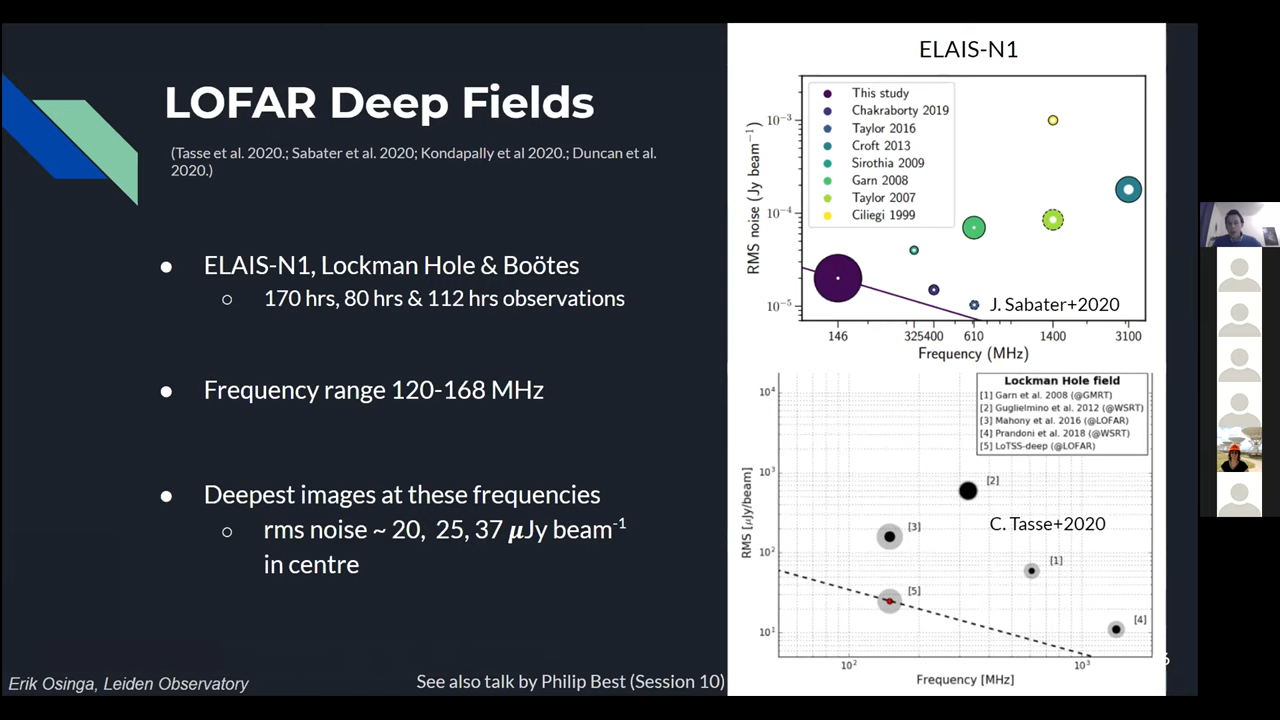 LOFAR Deep Fields
(Tasse et al. 2020.; Sabater et al. 2020; Kondapally et al 2020.; Duncan et al.
2020.)
● ELAIS-N1, Lockman Hole & Boötes
○ 170 hrs, 80 hrs & 112 hrs observations
● Frequency range 120-168 MHz
● Deepest images at these frequencies
○ rms noise ~ 20, 25, 37 μJy beam⁻¹
in centre
Erik Osinga, Leiden Observatory
See also talk by Philip Best (Session 10)
ELAIS-N1
This study
Chakraborty 2019
Taylor 2016
Croft 2013
Sirothia 2009
Garn 2008
Taylor 2007
Ciliegi 1999
RMS noise (Jy beam⁻¹)
10⁻³
10⁻⁴
10⁻⁵
J. Sabater+2020
146 325400 610 1400 3100
Frequency (MHz)
Lockman Hole field
[1] Garn et al. 2008 (@GMRT)
[2] Guglielmino et al. 2012 (@WSRT)
[3] Mahony et al. 2016 (@LOFAR)
[4] Prandoni et al. 2018 (@WSRT)
[5] LoTSS-deep (@LOFAR)
RMS [μJy/beam]
10⁴
10³
10²
10¹
[2]
C. Tasse+2020
[3]
[1]
[5]
[4]
10² 10³
Frequency [MHz]